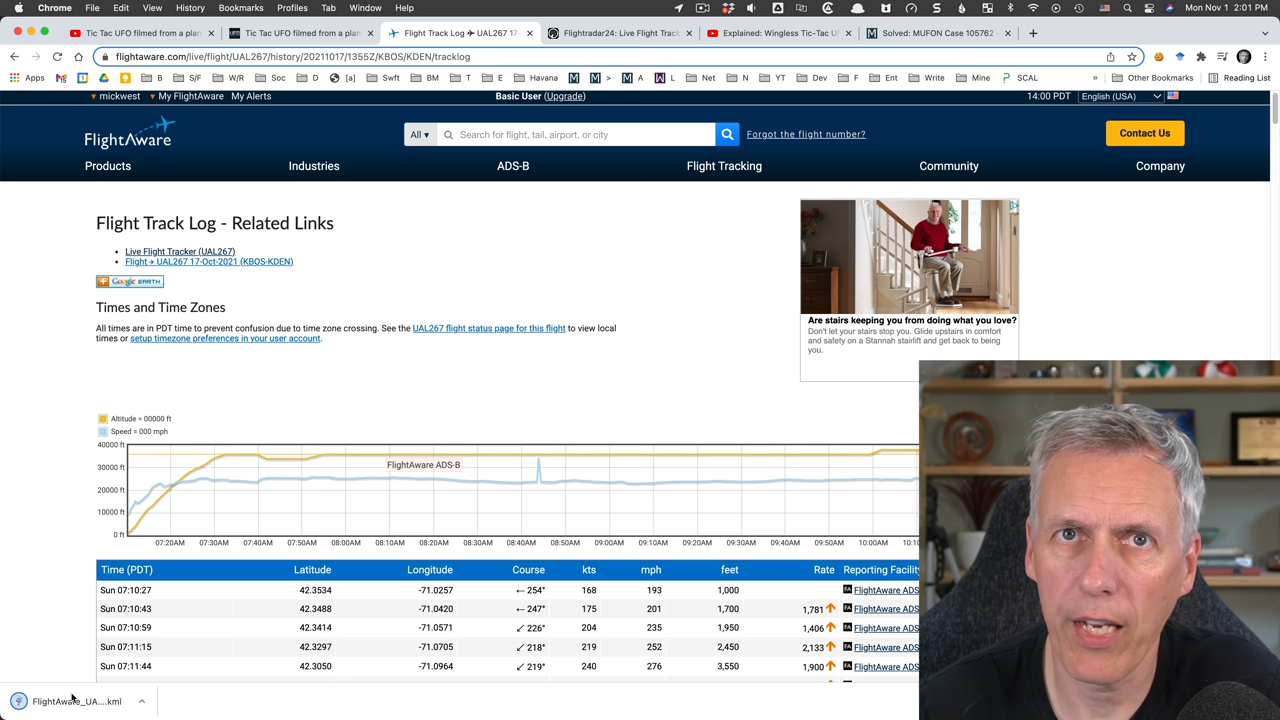 Chrome File Edit View History Bookmarks Profiles Tab Window Help Mon Nov 1 2:01 PM
Tic Tac UFO filmed from a plan Tic Tac UFO filmed from a plan Flight Track Log ✈ UAL267 17- Flightradar24: Live Flight Track Explained: Wingless Tic-Tac U Solved: MUFON Case 105762 -
flightaware.com/live/flight/UAL267/history/20211017/1355Z/KBOS/KDEN/tracklog
Apps B S/F W/R Soc D [a] Swft BM T E Havana M > M A L Net N YT Dev F Ent Write Mine SCAL » Other Bookmarks Reading List
mickwest My FlightAware My Alerts Basic User (Upgrade) 14:00 PDT English (USA)
FlightAware All ▾ Search for flight, tail, airport, or city Forgot the flight number? Contact Us
Products Industries ADS-B Flight Tracking Community Company
Flight Track Log - Related Links
Live Flight Tracker (UAL267)
Flight ✈ UAL267 17-Oct-2021 (KBOS-KDEN)
Google EARTH
Times and Time Zones
All times are in PDT time to prevent confusion due to time zone crossing. See the UAL267 flight status page for this flight to view local
times or setup timezone preferences in your user account.
Are stairs keeping you from doing what you love?
Don't let your stairs stop you. Glide upstairs in comfort
and safety on a Stannah stairlift and get back to being
you.
Altitude = 00000 ft
Speed = 000 mph
40000 ft
30000 ft
20000 ft
10000 ft
0 ft
FlightAware ADS-B
07:20AM 07:30AM 07:40AM 07:50AM 08:00AM 08:10AM 08:20AM 08:30AM 08:40AM 08:50AM 09:00AM 09:10AM 09:20AM 09:30AM 09:40AM 09:50AM 10:00AM 10:10
Time (PDT) Latitude Longitude Course kts mph feet Rate Reporting Facility
Sun 07:10:27 42.3534 -71.0257 ← 254° 168 193 1,000 FlightAware ADS
Sun 07:10:43 42.3488 -71.0420 ← 247° 175 201 1,700 1,781 FlightAware ADS
Sun 07:10:59 42.3414 -71.0571 ↙ 226° 204 235 1,950 1,406 FlightAware ADS
Sun 07:11:15 42.3297 -71.0705 ↙ 218° 219 252 2,450 2,133 FlightAware ADS
Sun 07:11:44 42.3050 -71.0964 ↙ 219° 240 276 3,550 1,900 FlightAware ADS
FlightAware_UA....kml